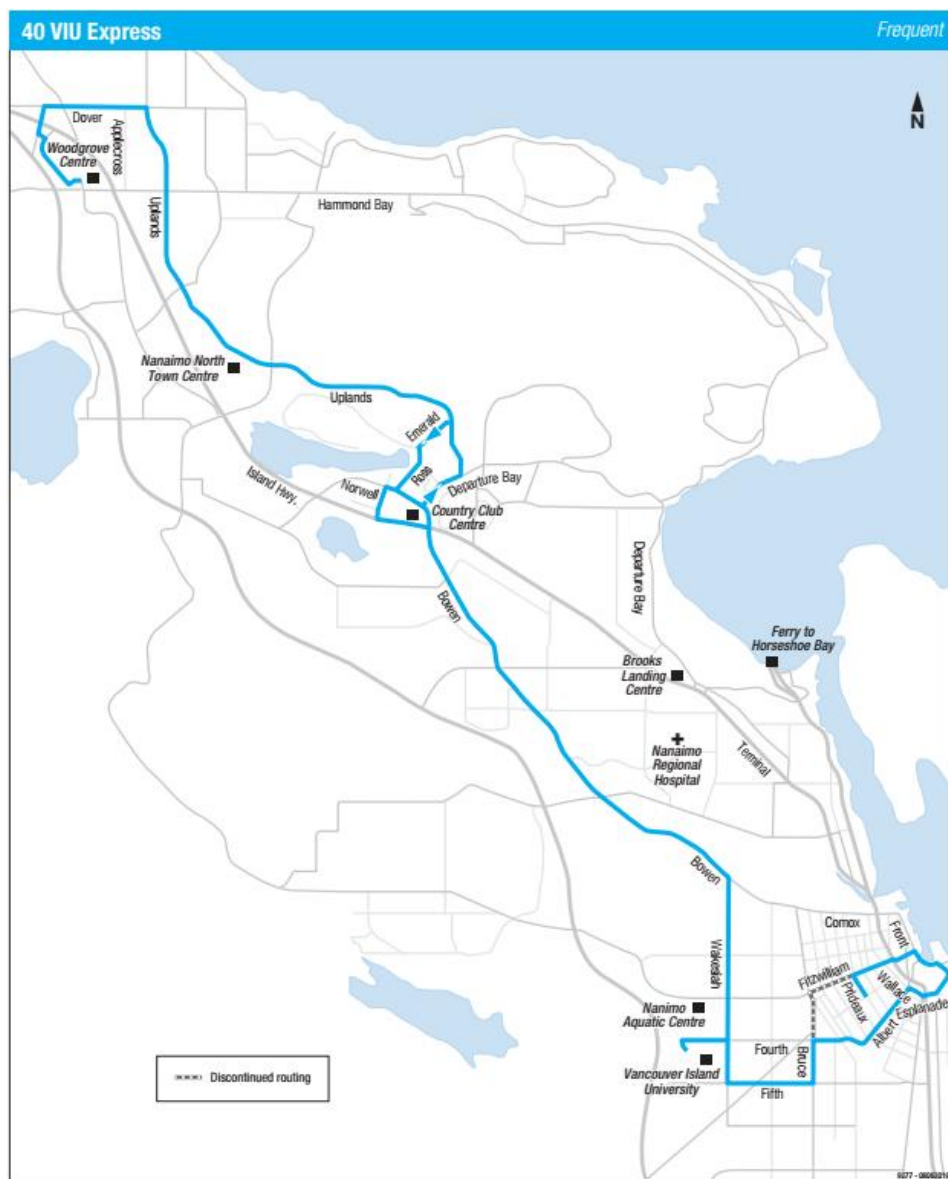 40 VIU Express
Frequent
N
Dover
Applecross
Woodgrove
Centre
Uplands
Hammond Bay
Nanaimo North
Town Centre
Uplands
Emerald
Ross
Departure Bay
Norwell
Island Hwy.
Country Club
Centre
Departure Bay
Bowen
Ferry to
Horseshoe Bay
Brooks
Landing
Centre
Nanaimo
Regional
Hospital
Terminal
Bowen
Comox
Front
Wakesiah
Fitzwilliam
Wallace
Prideaux
Esplanade
Albert
Nanimo
Aquatic Centre
Fourth
Bruce
Vancouver Island
University
Fifth
Discontinued routing